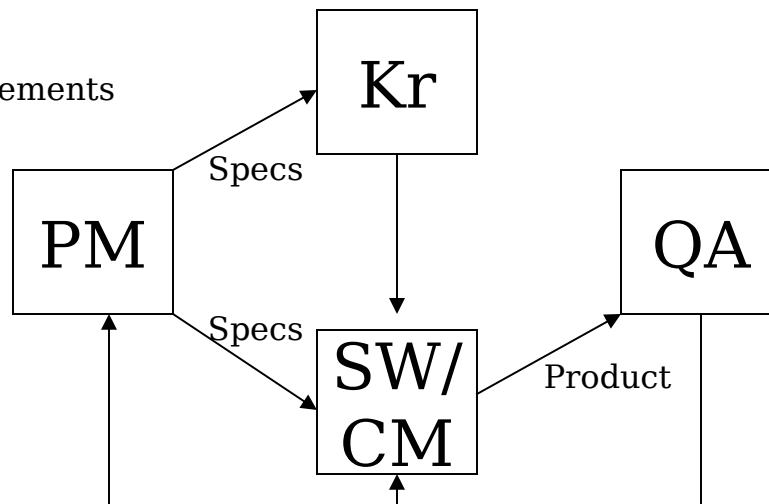 Kr
ements
Specs
PM
QA
Specs
SW/
CM
Product